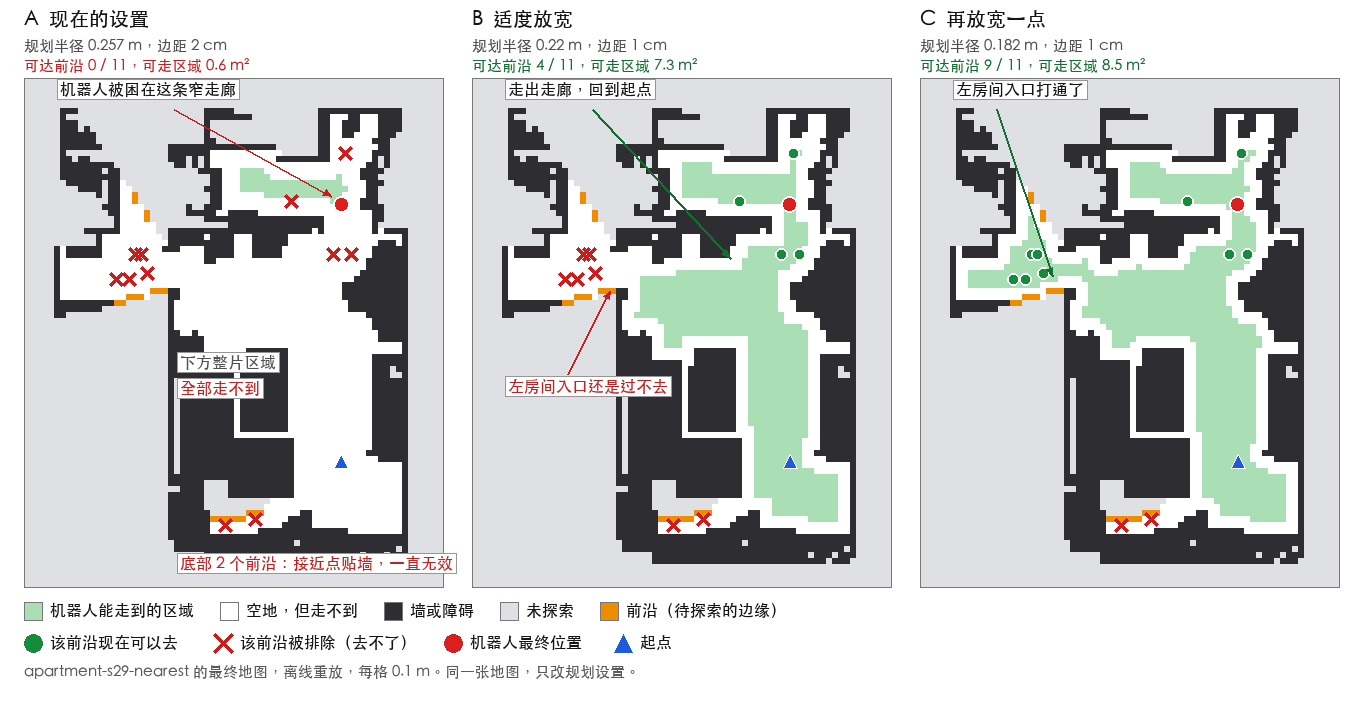 A 现在的设置
规划半径 0.257 m，边距 2 cm
可达前沿 0 / 11，可走区域 0.6 m²
机器人被困在这条窄走廊
下方整片区域
全部走不到
底部 2 个前沿：接近点贴墙，一直无效
B 适度放宽
规划半径 0.22 m，边距 1 cm
可达前沿 4 / 11，可走区域 7.3 m²
走出走廊，回到起点
左房间入口还是过不去
C 再放宽一点
规划半径 0.182 m，边距 1 cm
可达前沿 9 / 11，可走区域 8.5 m²
左房间入口打通了
机器人能走到的区域
空地，但走不到
墙或障碍
未探索
前沿（待探索的边缘）
该前沿现在可以去
该前沿被排除（去不了）
机器人最终位置
起点
apartment-s29-nearest 的最终地图，离线重放，每格 0.1 m。同一张地图，只改规划设置。